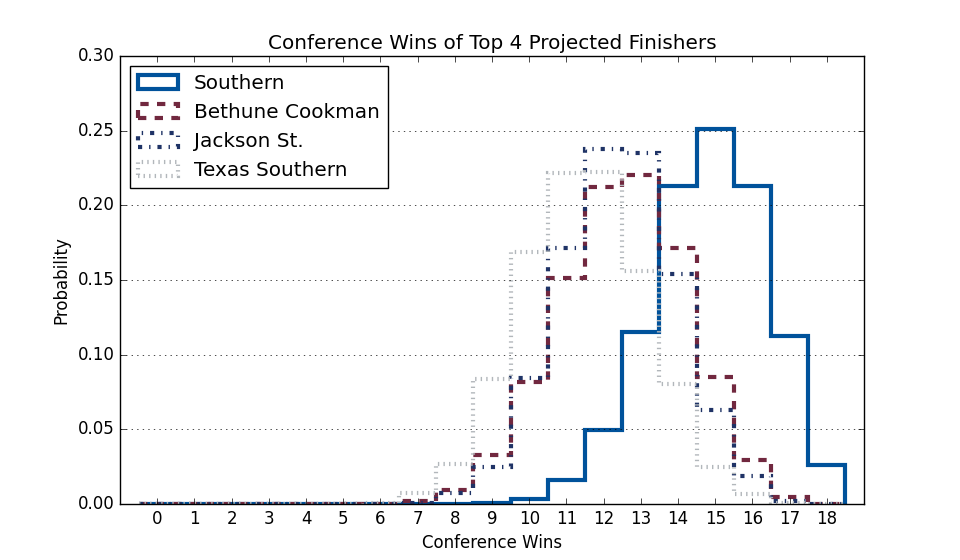 Conference Wins of Top 4 Projected Finishers
0.30
0.25
0.20
0.15
0.10
0.05
0.00
Probability
Southern
Bethune Cookman
Jackson St.
Texas Southern
0 1 2 3 4 5 6 7 8 9 10 11 12 13 14 15 16 17 18
Conference Wins